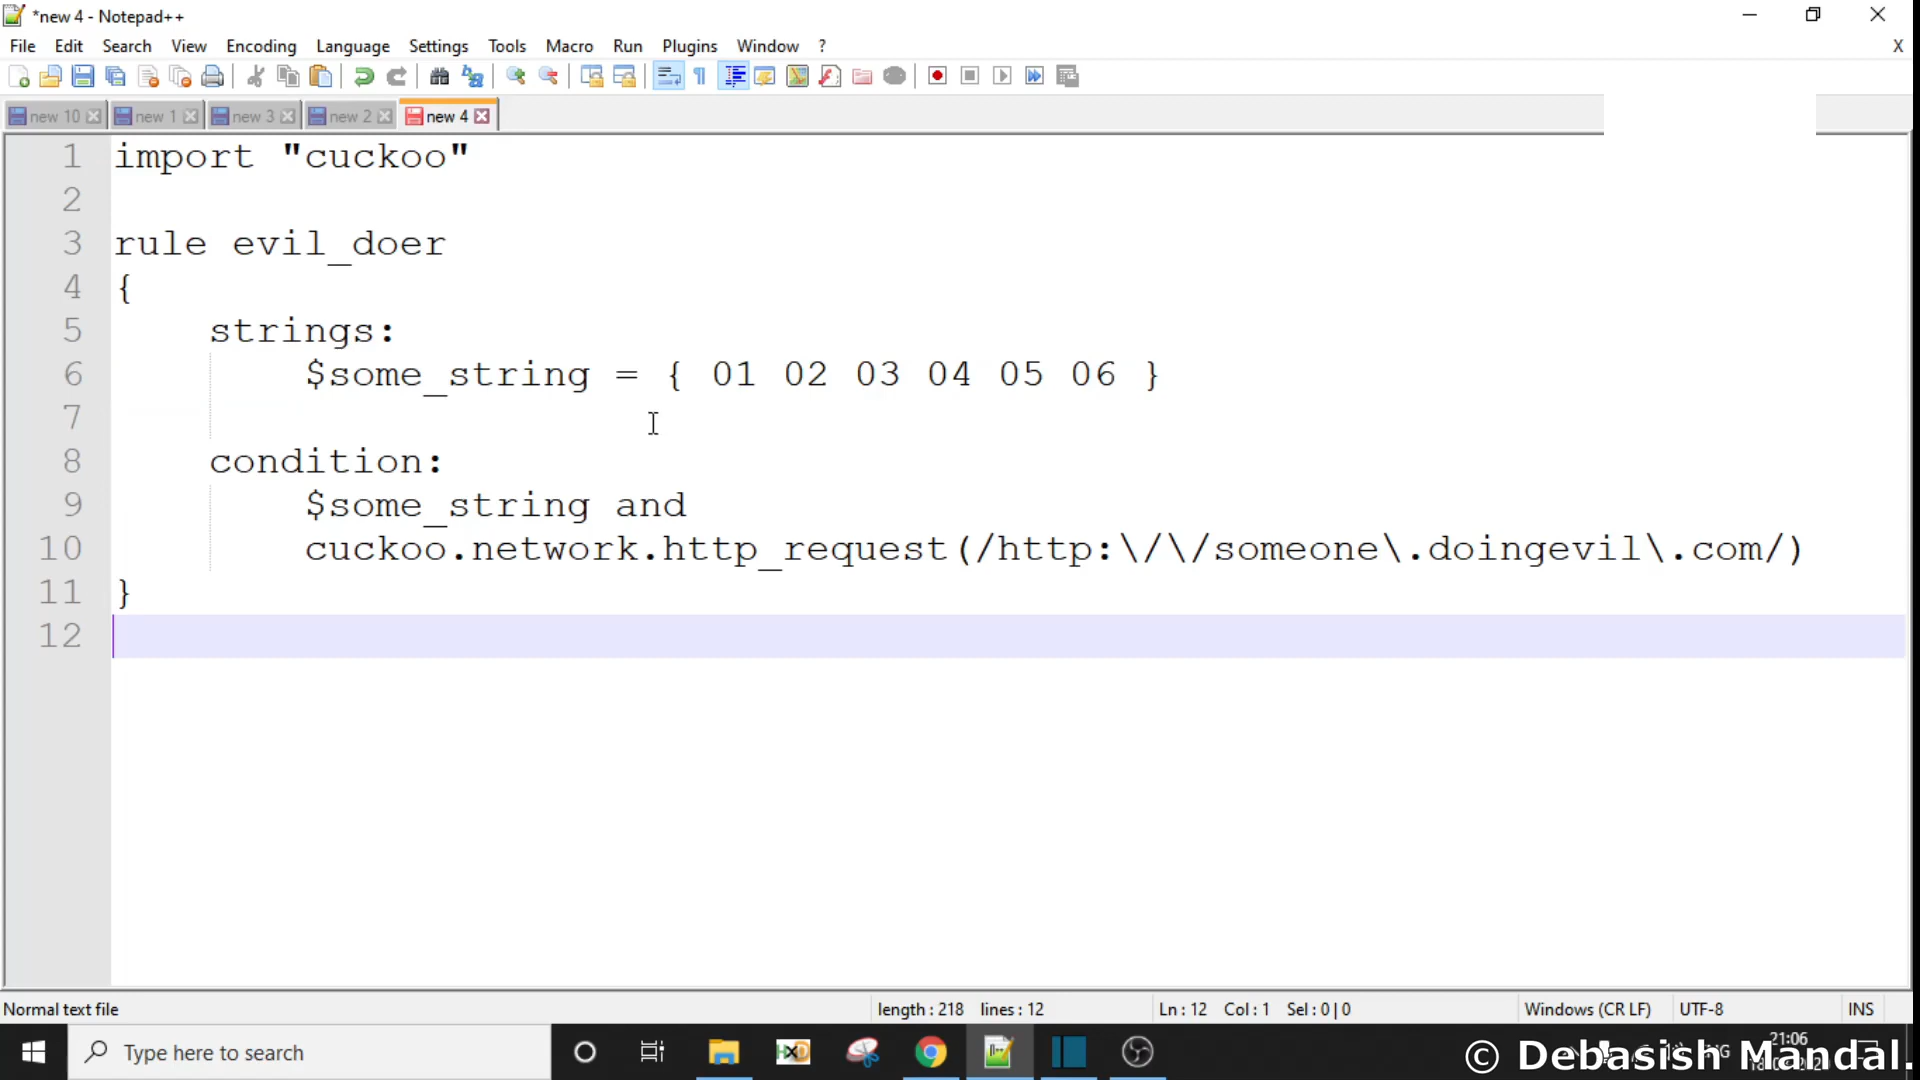 *new 4 - Notepad++
File Edit Search View Encoding Language Settings Tools Macro Run Plugins Window ? X
new 10 new 1 new 3 new 2 new 4
1 import "cuckoo"
2
3 rule evil_doer
4 {
5 strings:
6 $some_string = { 01 02 03 04 05 06 }
7
8 condition:
9 $some_string and
10 cuckoo.network.http_request(/http:\/\/someone\.doingevil\.com/)
11 }
12
Normal text file length : 218 lines : 12 Ln : 12 Col : 1 Sel : 0 | 0 Windows (CR LF) UTF-8 INS
Type here to search
21:06
© Debasish Mandal.